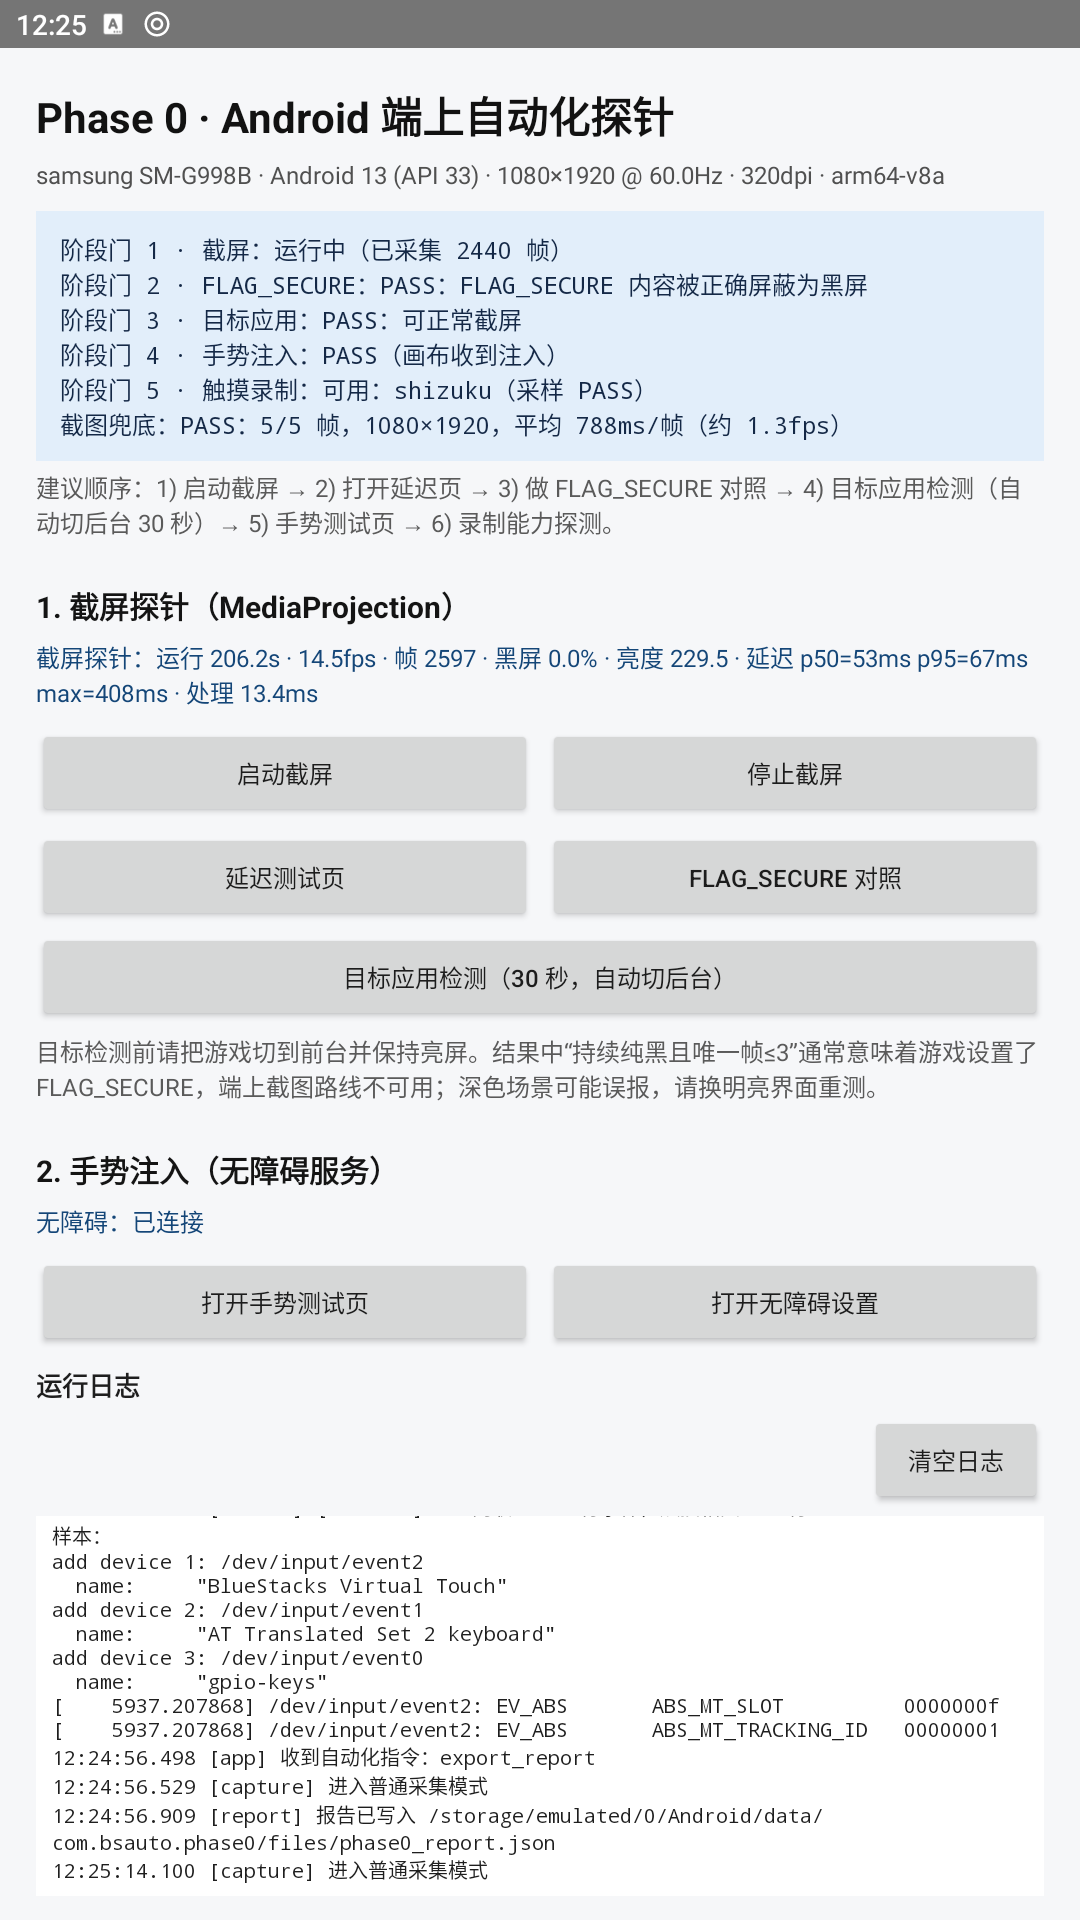 12:25
Phase 0 · Android 端上自动化探针
samsung SM-G998B · Android 13 (API 33) · 1080×1920 @ 60.0Hz · 320dpi · arm64-v8a
阶段门 1 · 截屏：运行中（已采集 2440 帧）
阶段门 2 · FLAG_SECURE：PASS：FLAG_SECURE 内容被正确屏蔽为黑屏
阶段门 3 · 目标应用：PASS：可正常截屏
阶段门 4 · 手势注入：PASS（画布收到注入）
阶段门 5 · 触摸录制：可用：shizuku（采样 PASS）
截图兜底：PASS：5/5 帧，1080×1920，平均 788ms/帧（约 1.3fps）
建议顺序：1) 启动截屏 → 2) 打开延迟页 → 3) 做 FLAG_SECURE 对照 → 4) 目标应用检测（自
动切后台 30 秒）→ 5) 手势测试页 → 6) 录制能力探测。
1. 截屏探针（MediaProjection）
截屏探针：运行 206.2s · 14.5fps · 帧 2597 · 黑屏 0.0% · 亮度 229.5 · 延迟 p50=53ms p95=67ms
max=408ms · 处理 13.4ms
启动截屏
停止截屏
延迟测试页
FLAG_SECURE 对照
目标应用检测（30 秒，自动切后台）
目标检测前请把游戏切到前台并保持亮屏。结果中“持续纯黑且唯一帧≤3”通常意味着游戏设置了
FLAG_SECURE，端上截图路线不可用；深色场景可能误报，请换明亮界面重测。
2. 手势注入（无障碍服务）
无障碍：已连接
打开手势测试页
打开无障碍设置
运行日志
清空日志
样本：
add device 1: /dev/input/event2
name: "BlueStacks Virtual Touch"
add device 2: /dev/input/event1
name: "AT Translated Set 2 keyboard"
add device 3: /dev/input/event0
name: "gpio-keys"
[ 5937.207868] /dev/input/event2: EV_ABS ABS_MT_SLOT 0000000f
[ 5937.207868] /dev/input/event2: EV_ABS ABS_MT_TRACKING_ID 00000001
12:24:56.498 [app] 收到自动化指令：export_report
12:24:56.529 [capture] 进入普通采集模式
12:24:56.909 [report] 报告已写入 /storage/emulated/0/Android/data/
com.bsauto.phase0/files/phase0_report.json
12:25:14.100 [capture] 进入普通采集模式